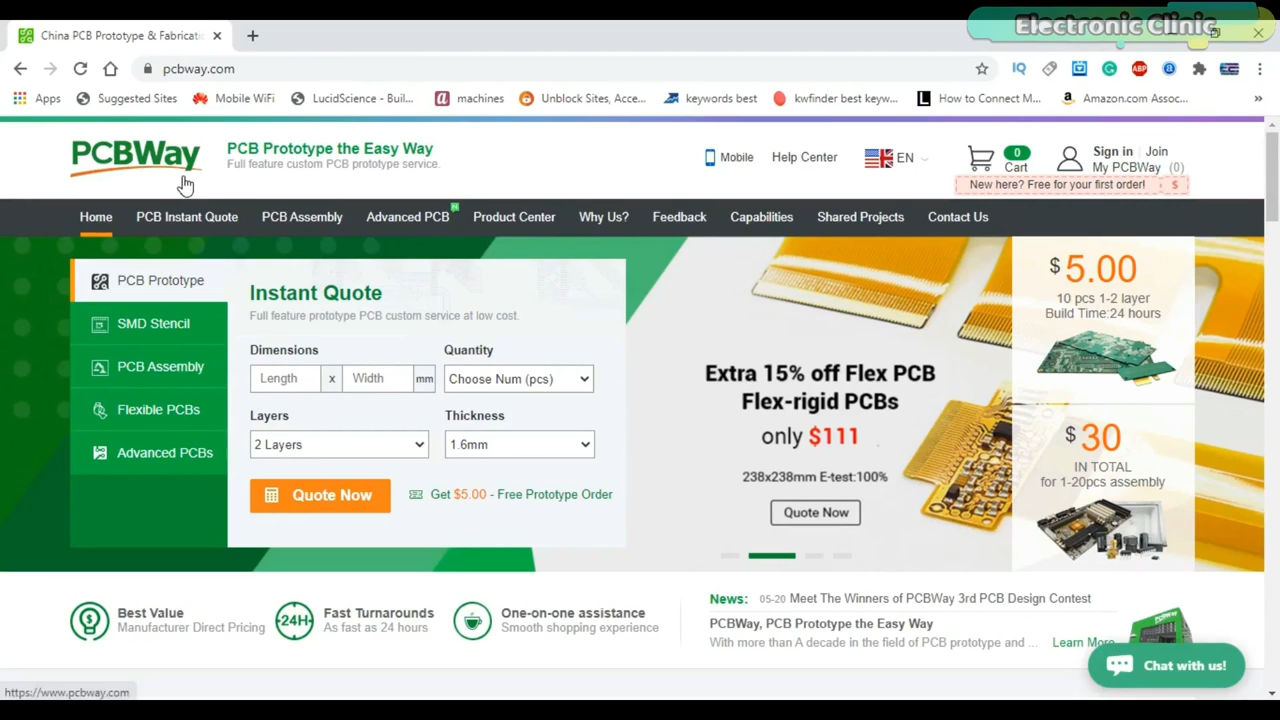 Electronic Clinic
China PCB Prototype & Fabricati
pcbway.com
Apps Suggested Sites Mobile WiFi LucidScience - Buil... machines Unblock Sites, Acce... keywords best kwfinder best keyw... How to Connect M... Amazon.com Assoc... »
PCBWay
PCB Prototype the Easy Way
Full feature custom PCB prototype service.
Mobile Help Center EN 0 Cart Sign in Join
My PCBWay (0)
New here? Free for your first order! $
Home PCB Instant Quote PCB Assembly Advanced PCB Product Center Why Us? Feedback Capabilities Shared Projects Contact Us
PCB Prototype
SMD Stencil
PCB Assembly
Flexible PCBs
Advanced PCBs
Instant Quote
Full feature prototype PCB custom service at low cost.
Dimensions Quantity
Length x Width mm Choose Num (pcs)
Layers Thickness
2 Layers 1.6mm
Quote Now Get $5.00 - Free Prototype Order
Extra 15% off Flex PCB
Flex-rigid PCBs
only $111
238x238mm E-test:100%
Quote Now
$5.00
10 pcs 1-2 layer
Build Time:24 hours
$30
IN TOTAL
for 1-20pcs assembly
Best Value
Manufacturer Direct Pricing
24H
Fast Turnarounds
As fast as 24 hours
One-on-one assistance
Smooth shopping experience
News: 05-20 Meet The Winners of PCBWay 3rd PCB Design Contest
PCBWay, PCB Prototype the Easy Way
With more than A decade in the field of PCB prototype and ... Learn More
Chat with us!
https://www.pcbway.com